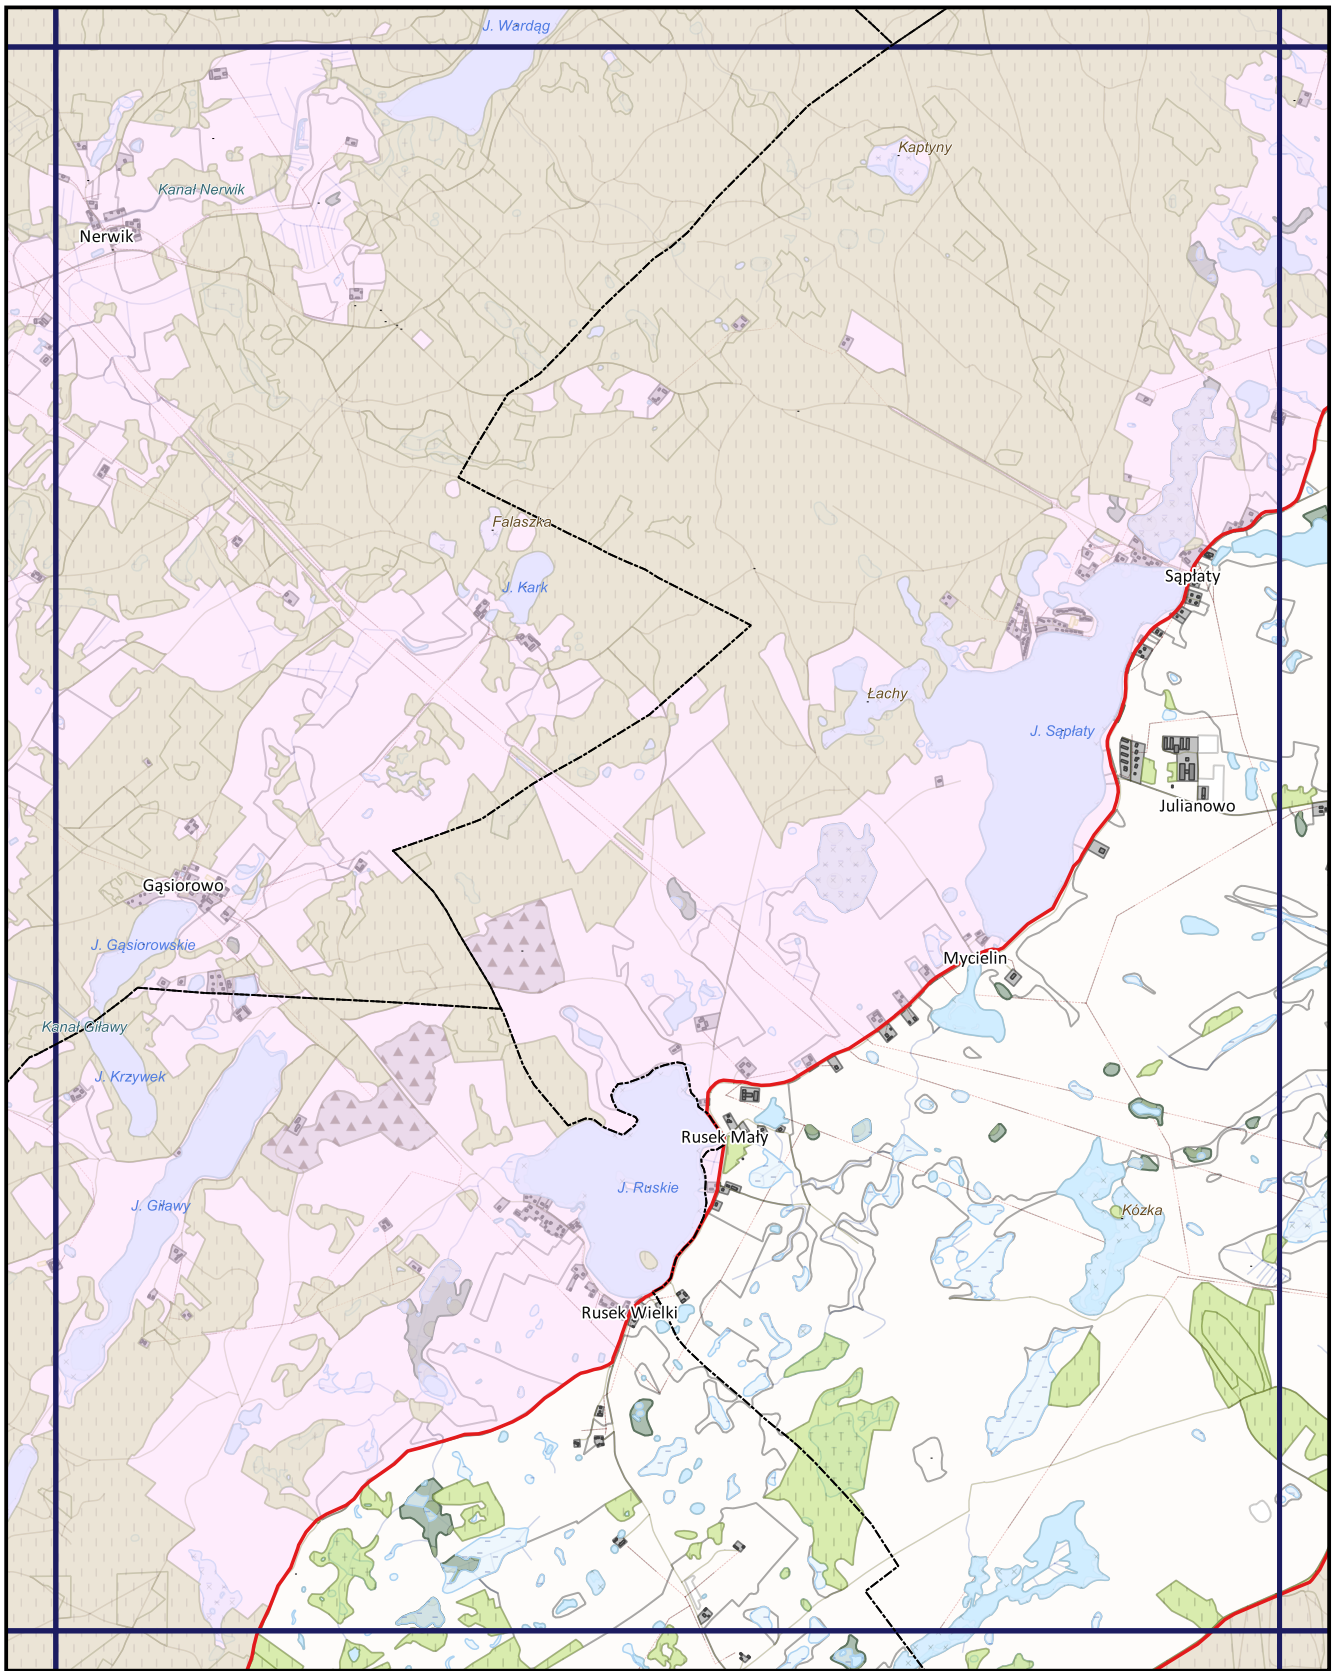 J. Wardąg
Kaptyny
Kanał Nerwik
Nerwik
Falaszka
J. Kark
Sąpłaty
Łachy
J. Sąpłaty
Julianowo
Gąsiorowo
J. Gąsiorowskie
Mycielin
Kanał Giławy
J. Krzywek
Rusek Mały
J. Ruskie
J. Giławy
Kózka
Rusek Wielki